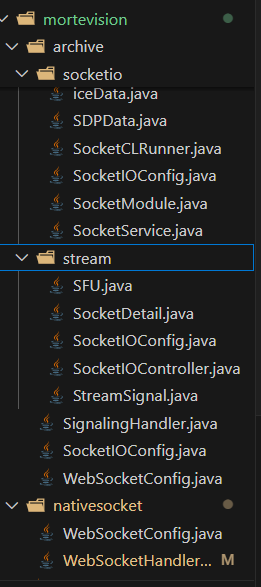 mortevision
archive
socketio
iceData.java
SDPData.java
SocketCLRunner.java
SocketIOConfig.java
SocketModule.java
SocketService.java
stream
SFU.java
SocketDetail.java
SocketIOConfig.java
SocketIOController.java
StreamSignal.java
SignalingHandler.java
SocketIOConfig.java
WebSocketConfig.java
nativesocket
WebSocketConfig.java
WebSocketHandler... M